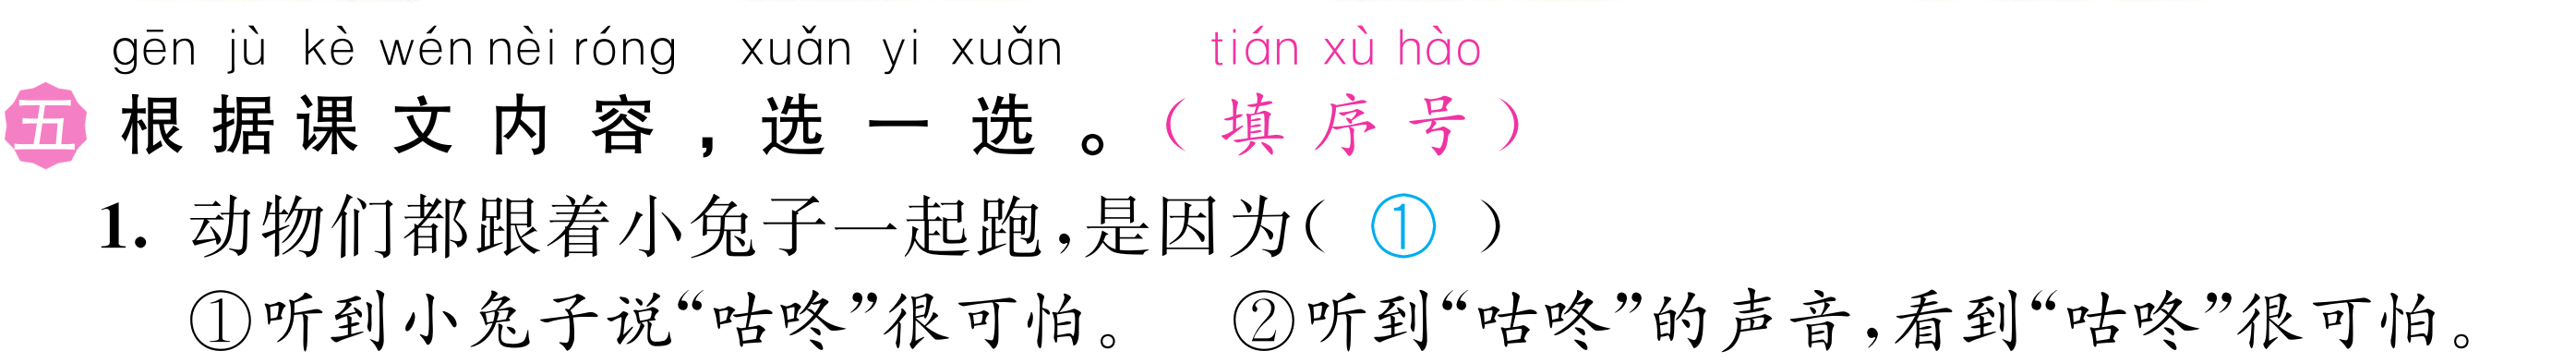 gēn jù kè wén nèi róng xuǎn yi xuǎn tián xù hào
五 根据课文内容，选一选。（填序号）
1. 动物们都跟着小兔子一起跑，是因为（ ① ）
①听到小兔子说“咕咚”很可怕。 ②听到“咕咚”的声音，看到“咕咚”很可怕。